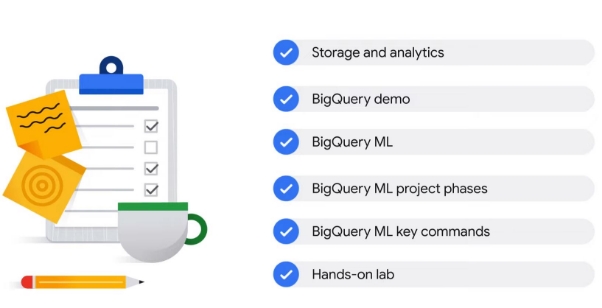 Storage and analytics
BigQuery demo
BigQuery ML
BigQuery ML project phases
BigQuery ML key commands
Hands-on lab